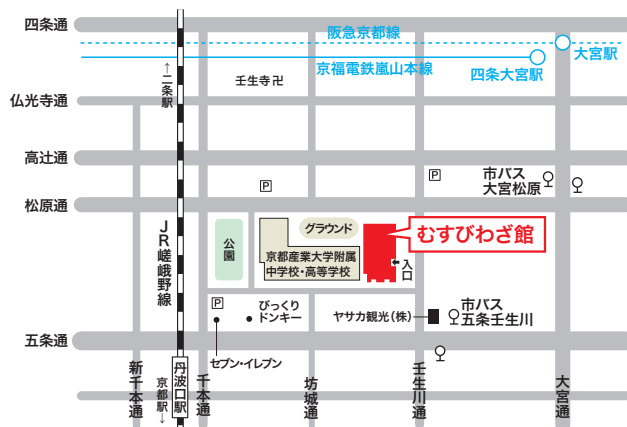 四条通
阪急京都線
大宮駅
京福電鉄嵐山本線
四条大宮駅
←二条駅
壬生寺卍
仏光寺通
高辻通
市バス
大宮松原
P
P
松原通
JR嵯峨野線
公園
グラウンド
京都産業大学附属
中学校・高等学校
むすびわざ館
←入口
P
びっくり
ドンキー
ヤサカ観光(株)
市バス
五条壬生川
五条通
セブン・イレブン
新千本通
京都駅→
丹波口駅
千本通
坊城通
壬生川通
大宮通